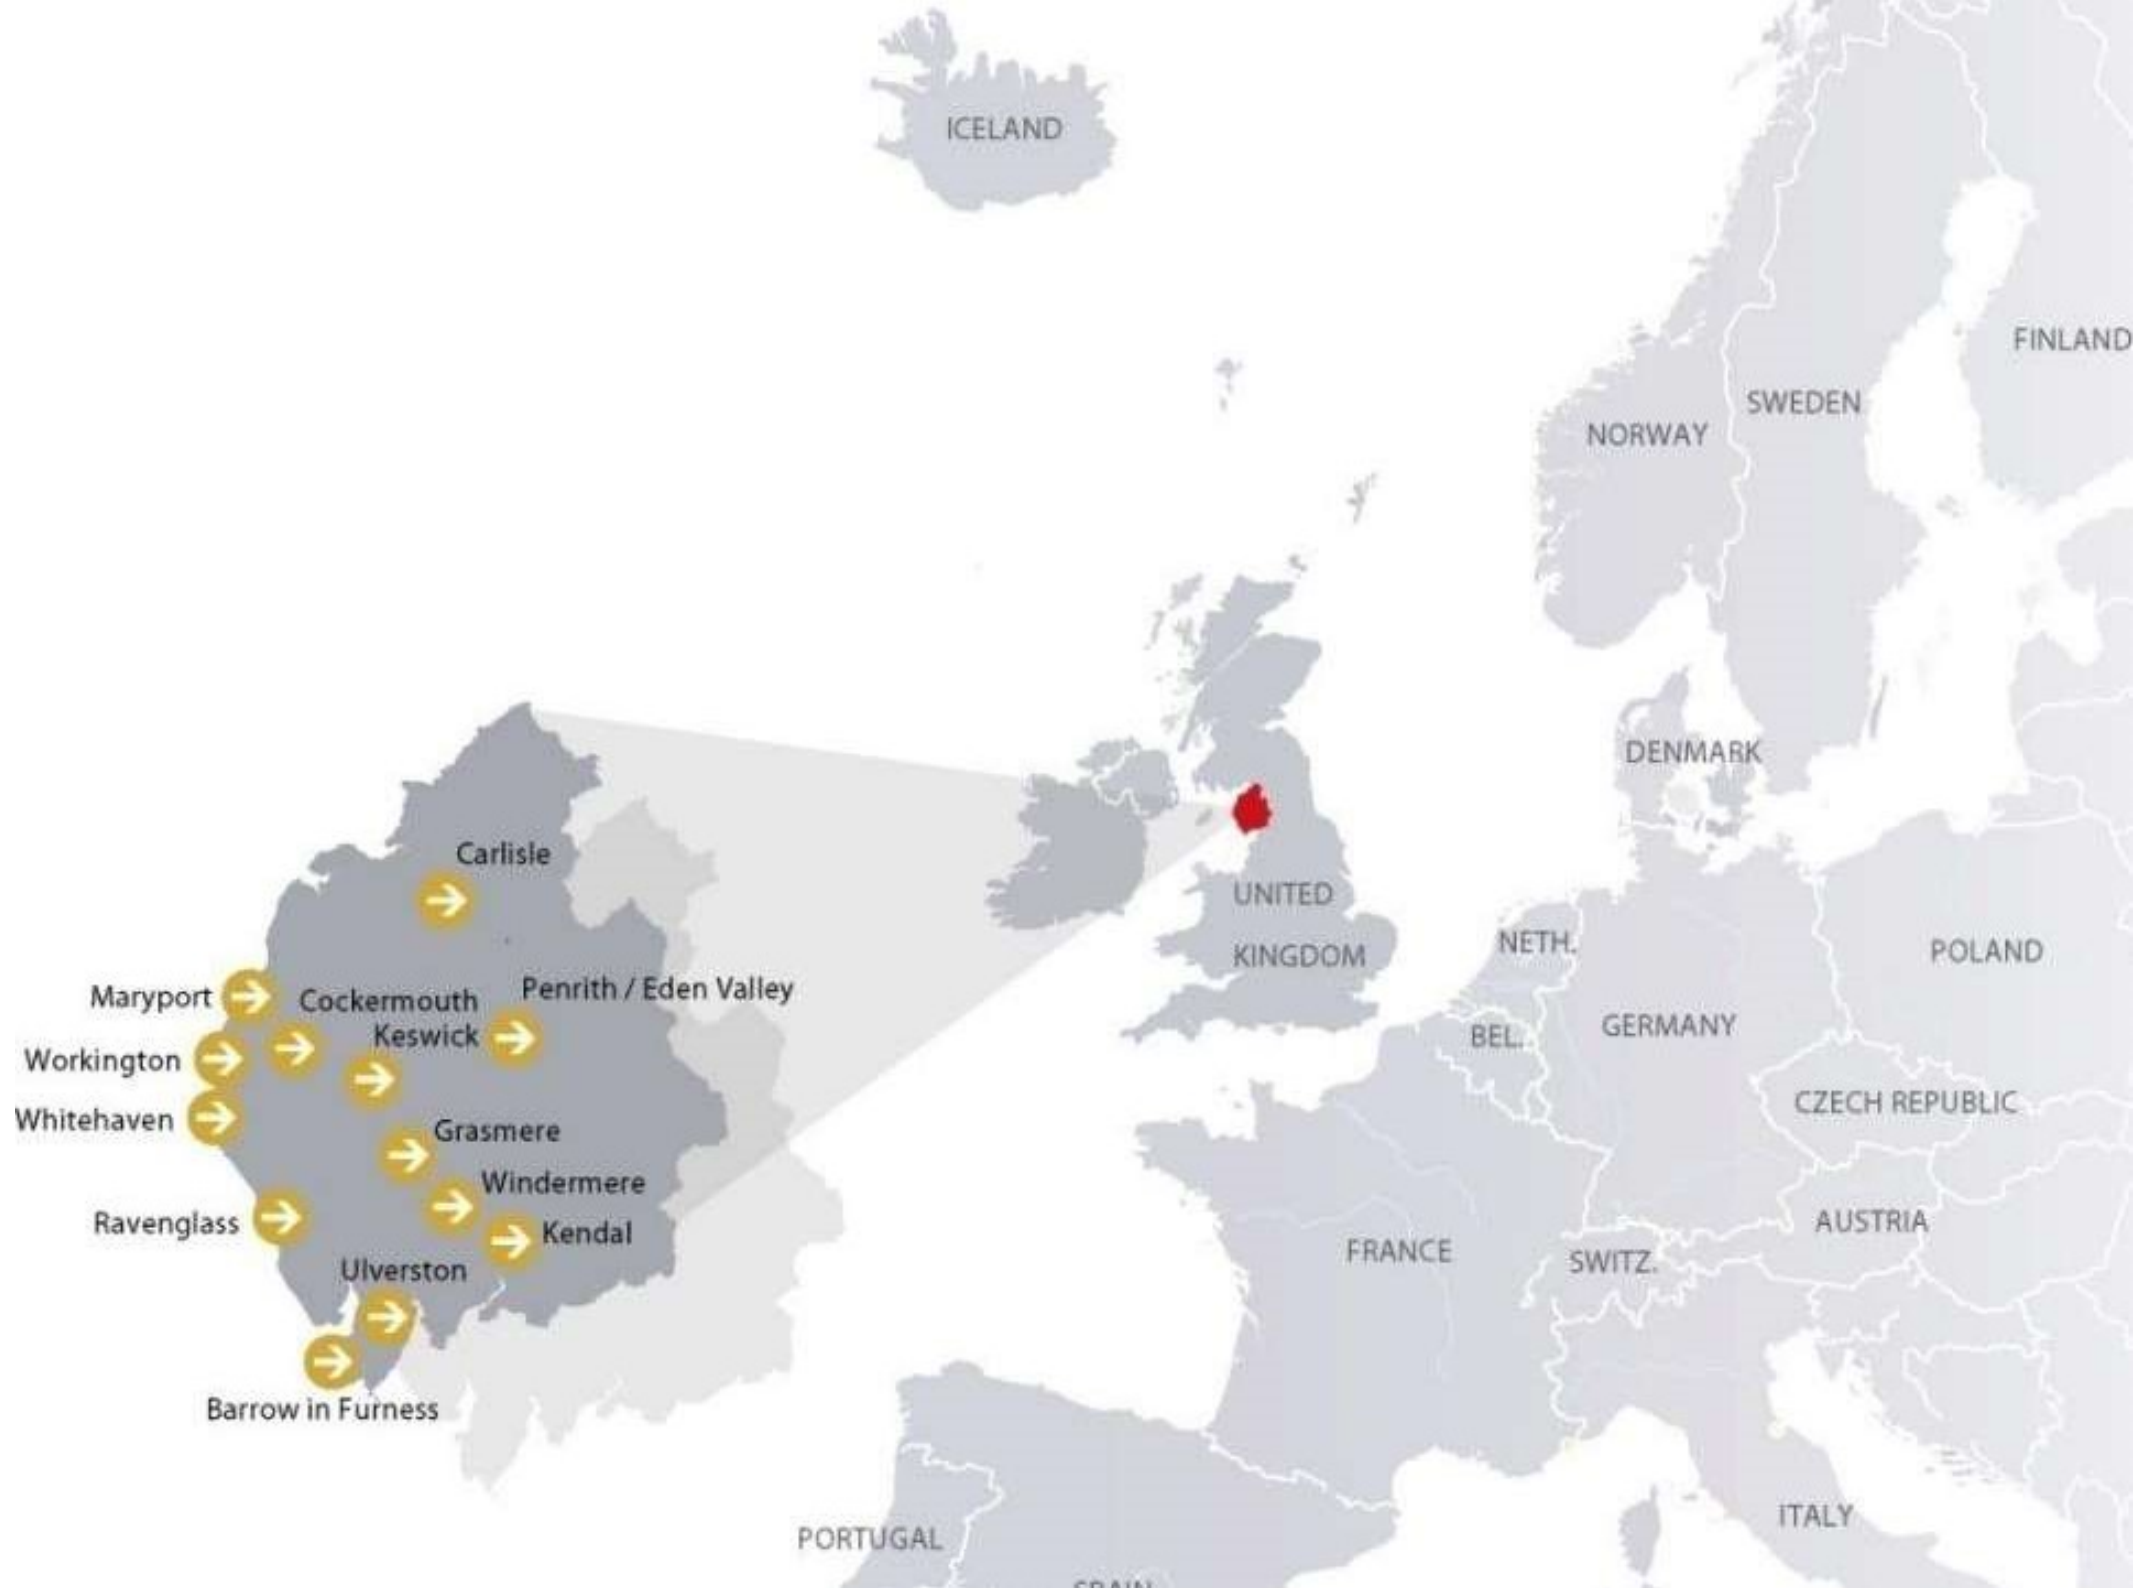 ICELAND
FINLAND
SWEDEN
NORWAY
DENMARK
Carlisle
UNITED
KINGDOM
NETH.
POLAND
Maryport
Cockermouth
Penrith / Eden Valley
Keswick
Workington
Whitehaven
BEL.
GERMANY
CZECH REPUBLIC
Grasmere
Windermere
Ravenglass
Kendal
Ulverston
Barrow in Furness
FRANCE
SWITZ.
AUSTRIA
PORTUGAL
ITALY
SPAIN